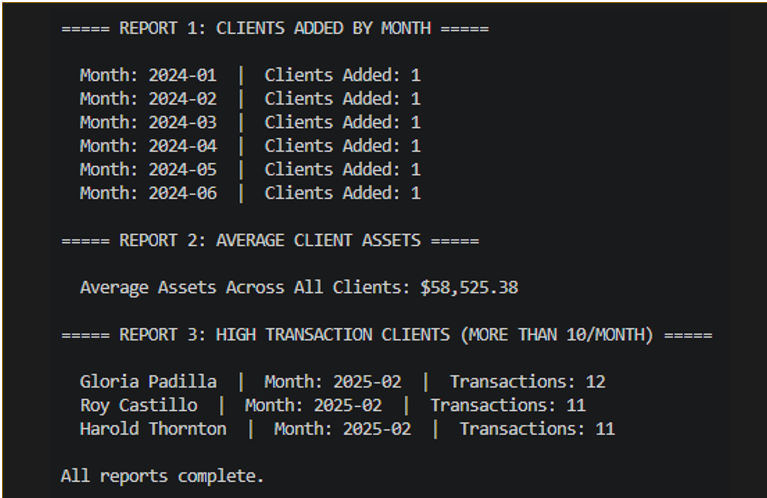 ===== REPORT 1: CLIENTS ADDED BY MONTH =====
Month: 2024-01 | Clients Added: 1
Month: 2024-02 | Clients Added: 1
Month: 2024-03 | Clients Added: 1
Month: 2024-04 | Clients Added: 1
Month: 2024-05 | Clients Added: 1
Month: 2024-06 | Clients Added: 1
===== REPORT 2: AVERAGE CLIENT ASSETS =====
Average Assets Across All Clients: $58,525.38
===== REPORT 3: HIGH TRANSACTION CLIENTS (MORE THAN 10/MONTH) =====
Gloria Padilla | Month: 2025-02 | Transactions: 12
Roy Castillo | Month: 2025-02 | Transactions: 11
Harold Thornton | Month: 2025-02 | Transactions: 11
All reports complete.